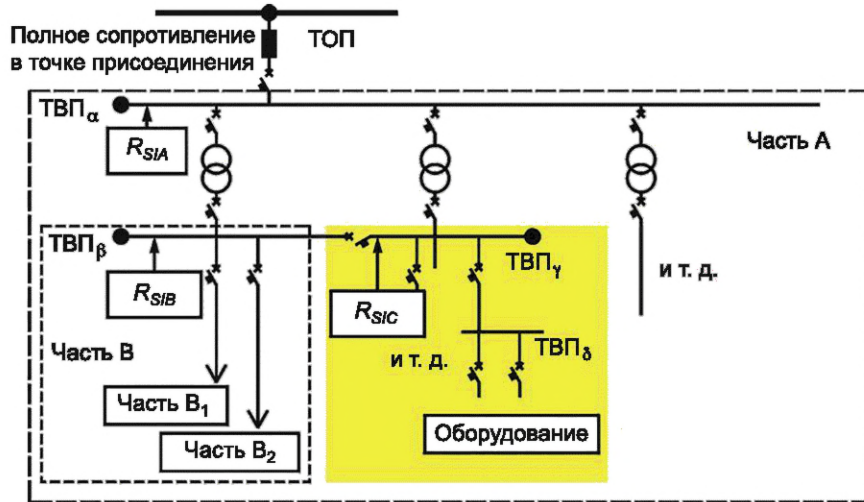 Полное сопротивление
в точке присоединения
ТОП
ТВПα
RSIA
Часть А
ТВПβ
RSIB
RSIC
ТВПγ
и т. д.
Часть В
и т. д.
ТВПδ
Часть В1
Часть В2
Оборудование